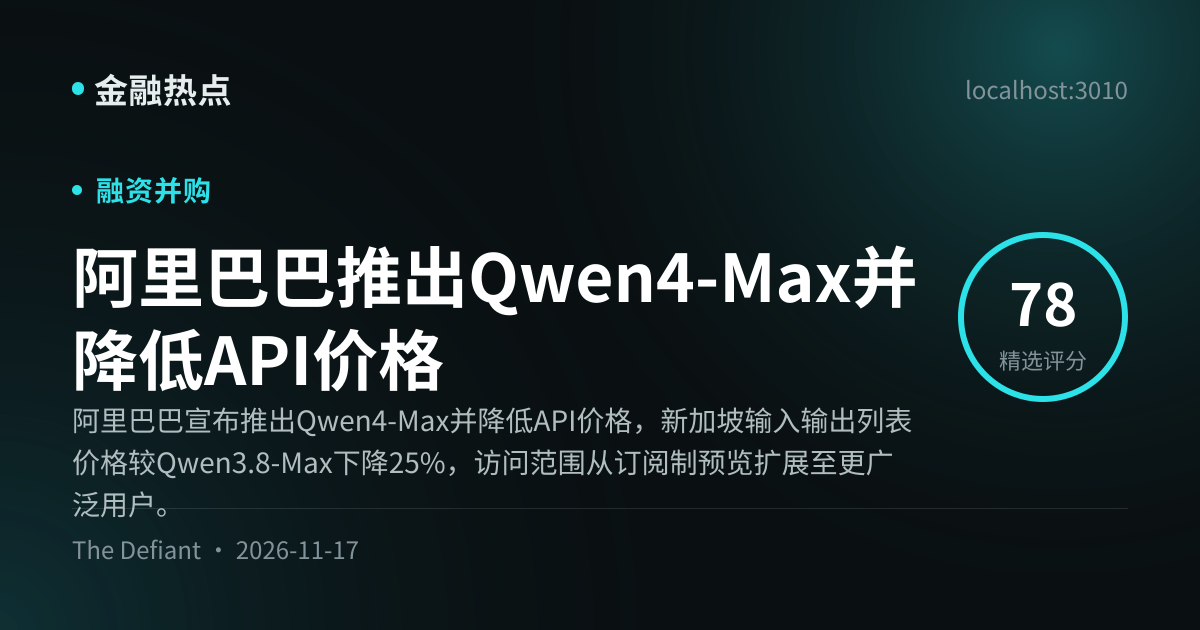 金融热点
localhost:3010
融资并购
阿里巴巴推出Qwen4-Max并
降低API价格
78
精选评分
阿里巴巴宣布推出Qwen4-Max并降低API价格，新加坡输入输出列表
价格较Qwen3.8-Max下降25%，访问范围从订阅制预览扩展至更广
泛用户。
The Defiant · 2026-11-17